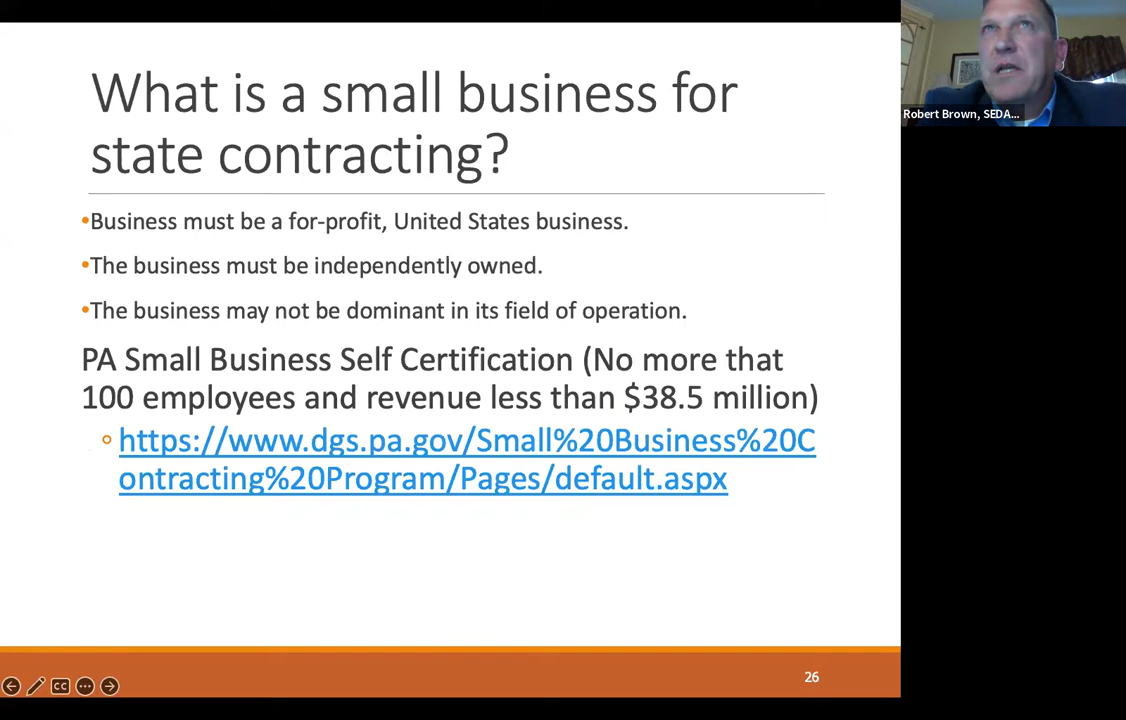 What is a small business for
state contracting?
•Business must be a for-profit, United States business.
•The business must be independently owned.
•The business may not be dominant in its field of operation.
PA Small Business Self Certification (No more that
100 employees and revenue less than $38.5 million)
https://www.dgs.pa.gov/Small%20Business%20C
ontracting%20Program/Pages/default.aspx
26
CC
Robert Brown, SEDA...